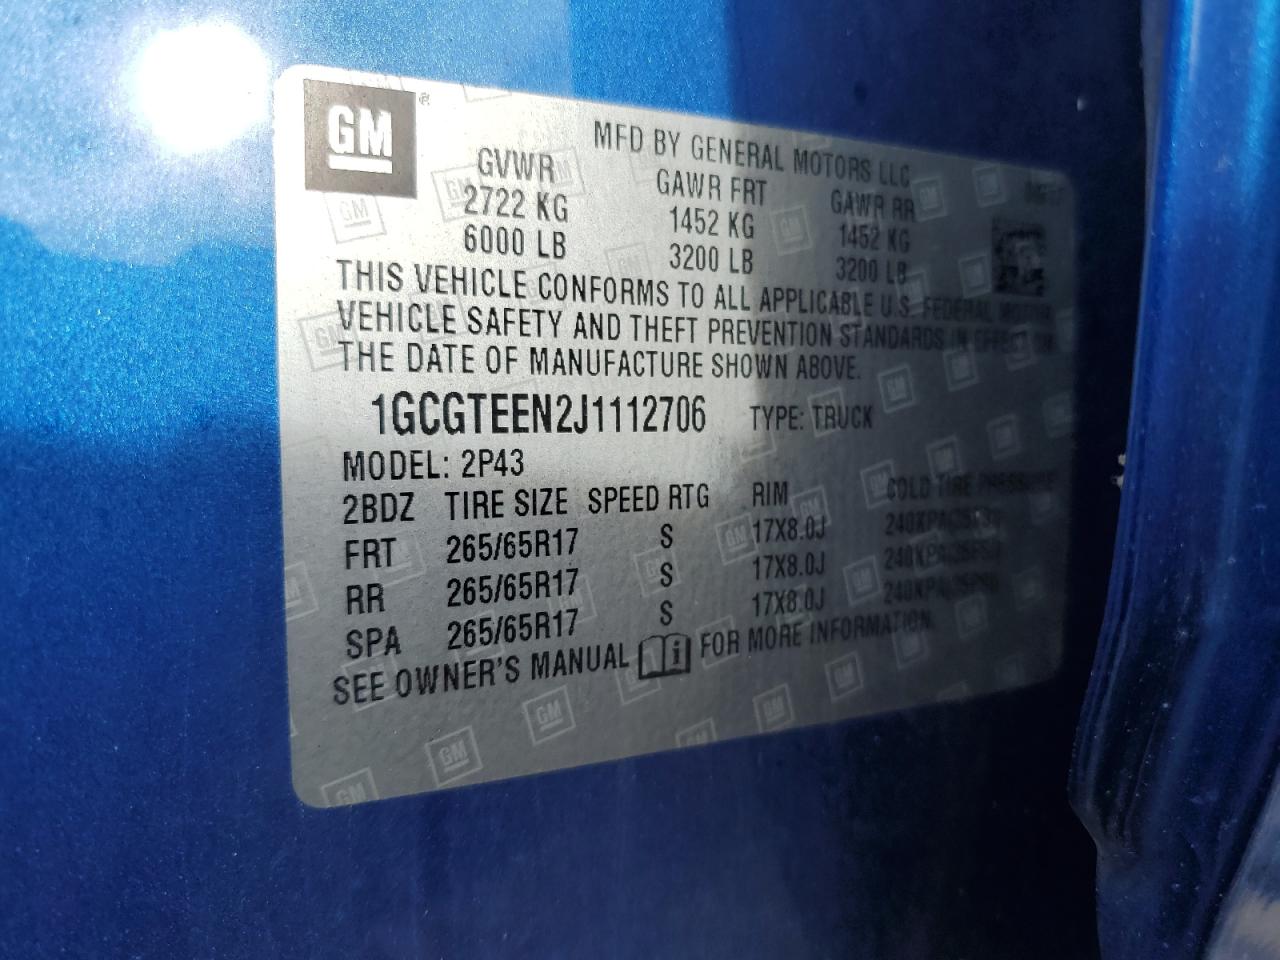 GM
MFD BY GENERAL MOTORS LLC
GVWR GAWR FRT GAWR RR
2722 KG 1452 KG 1452 KG
6000 LB 3200 LB 3200 LB
THIS VEHICLE CONFORMS TO ALL APPLICABLE U.S. FEDERAL MOTOR
VEHICLE SAFETY AND THEFT PREVENTION STANDARDS IN EFFECT ON
THE DATE OF MANUFACTURE SHOWN ABOVE.
1GCGTEEN2J1112706 TYPE: TRUCK
MODEL: 2P43
2BDZ TIRE SIZE SPEED RTG RIM COLD TIRE PRESSURE
FRT 265/65R17 S 17X8.0J
RR 265/65R17 S 17X8.0J
SPA 265/65R17 S 17X8.0J
SEE OWNER'S MANUAL FOR MORE INFORMATION.